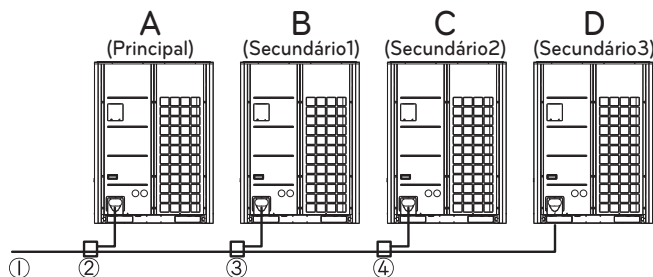 A B C D
(Principal) (Secundário1) (Secundário2) (Secundário3)
① ② ③ ④